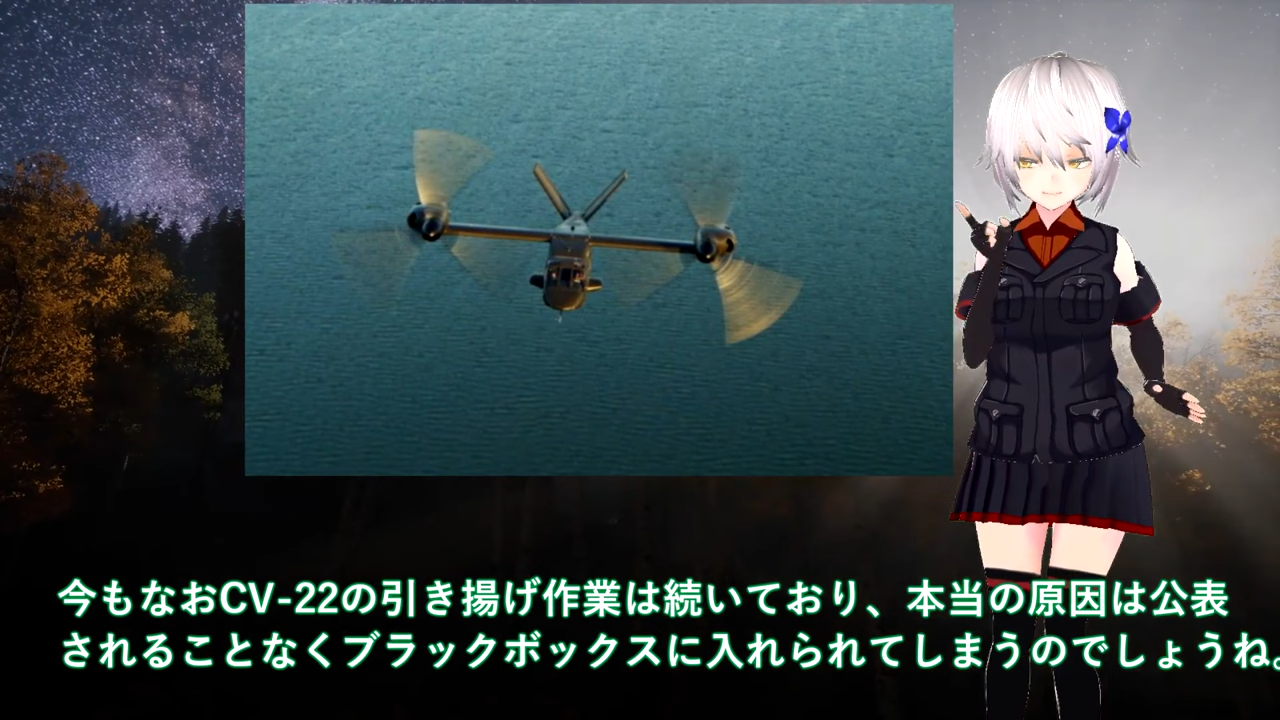 今もなおCV-22の引き揚げ作業は続いており、本当の原因は公表
されることなくブラックボックスに入れられてしまうのでしょうね。